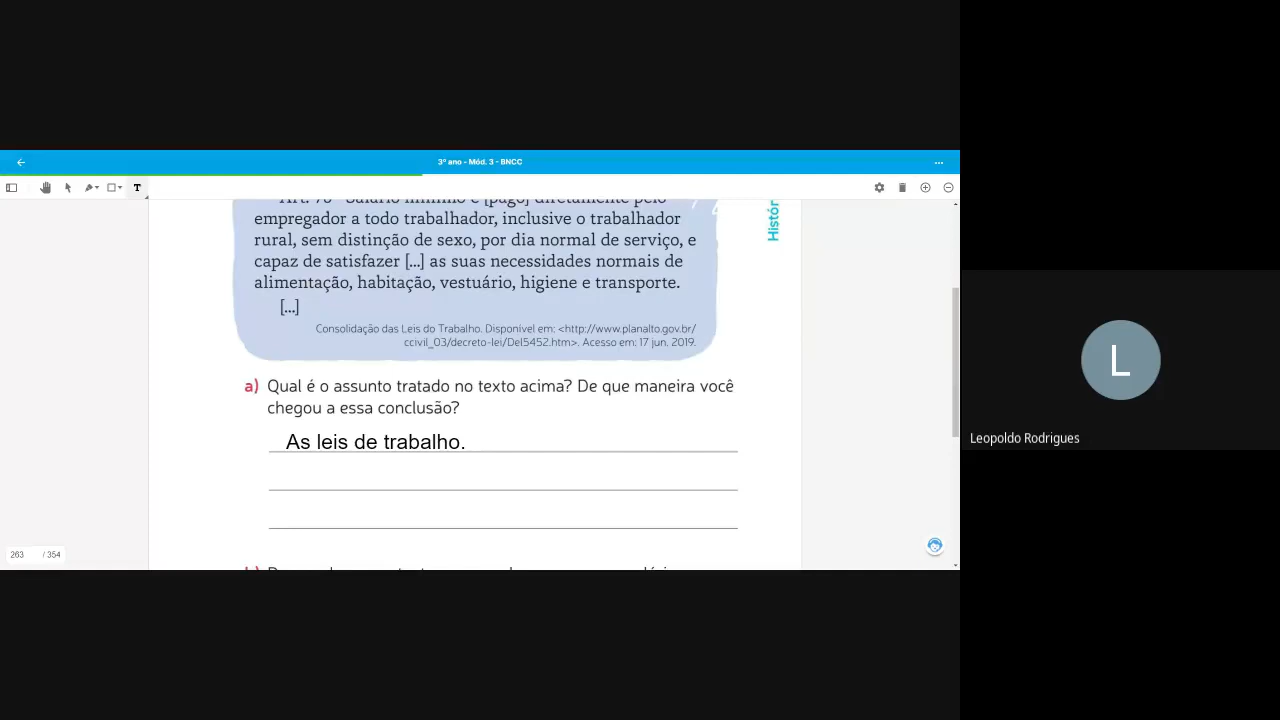 3º ano - Mód. 3 - BNCC
empregador a todo trabalhador, inclusive o trabalhador
rural, sem distinção de sexo, por dia normal de serviço, e
capaz de satisfazer [...] as suas necessidades normais de
alimentação, habitação, vestuário, higiene e transporte.
[...]
Consolidação das Leis do Trabalho. Disponível em: <http://www.planalto.gov.br/
ccivil_03/decreto-lei/Del5452.htm>. Acesso em: 17 jun. 2019.
a) Qual é o assunto tratado no texto acima? De que maneira você
chegou a essa conclusão?
As leis de trabalho.
263 / 354
Histór
L
Leopoldo Rodrigues